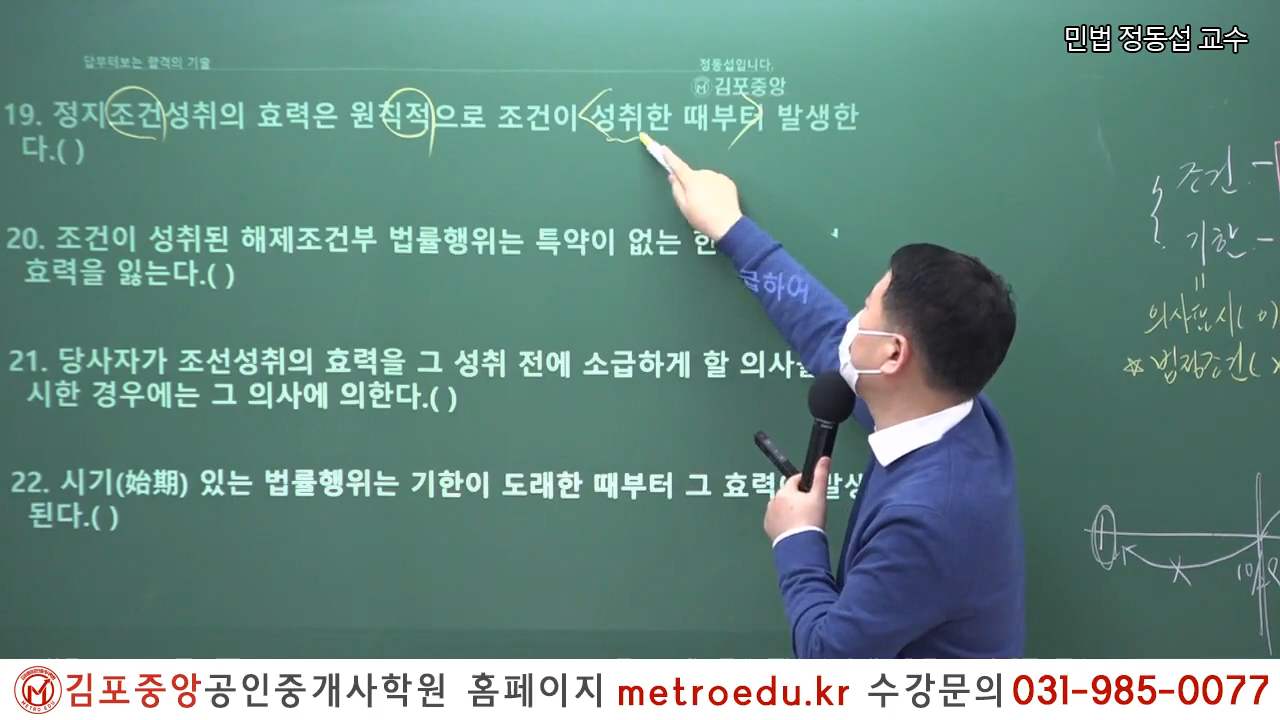 민법 정동섭 교수
답부터보는 합격의 기술
정동섭입니다.
김포중앙
19. 정지조건성취의 효력은 원직적으로 조건이 성취한 때부터 발생한
다.( )
20. 조건이 성취된 해제조건부 법률행위는 특약이 없는 한
급하여
효력을 잃는다.( )
21. 당사자가 조선성취의 효력을 그 성취 전에 소급하게 할 의사를
시한 경우에는 그 의사에 의한다.( )
22. 시기(始期) 있는 법률행위는 기한이 도래한 때부터 그 효력이 발생
된다.( )
조건
기한
의사표시( 이)
☆ 법정조건( X
김포중앙공인중개사학원 홈페이지 metroedu.kr 수강문의 031-985-0077
METRO EDU